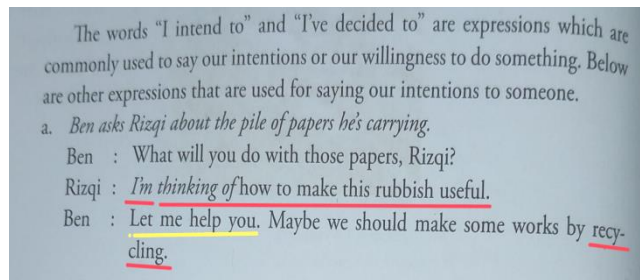 The words “I intend to” and “I’ve decided to” are expressions which are
commonly used to say our intentions or our willingness to do something. Below
are other expressions that are used for saying our intentions to someone.
a. Ben asks Rizqi about the pile of papers he’s carrying.
Ben : What will you do with those papers, Rizqi?
Rizqi : I’m thinking of how to make this rubbish useful.
Ben : Let me help you. Maybe we should make some works by recy-
cling.